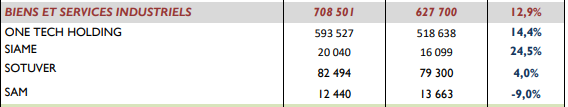 BIENS ET SERVICES INDUSTRIELS 708 501 627 700 12,9%
ONE TECH HOLDING 593 527 518 638 14,4%
SIAME 20 040 16 099 24,5%
SOTUVER 82 494 79 300 4,0%
SAM 12 440 13 663 -9,0%